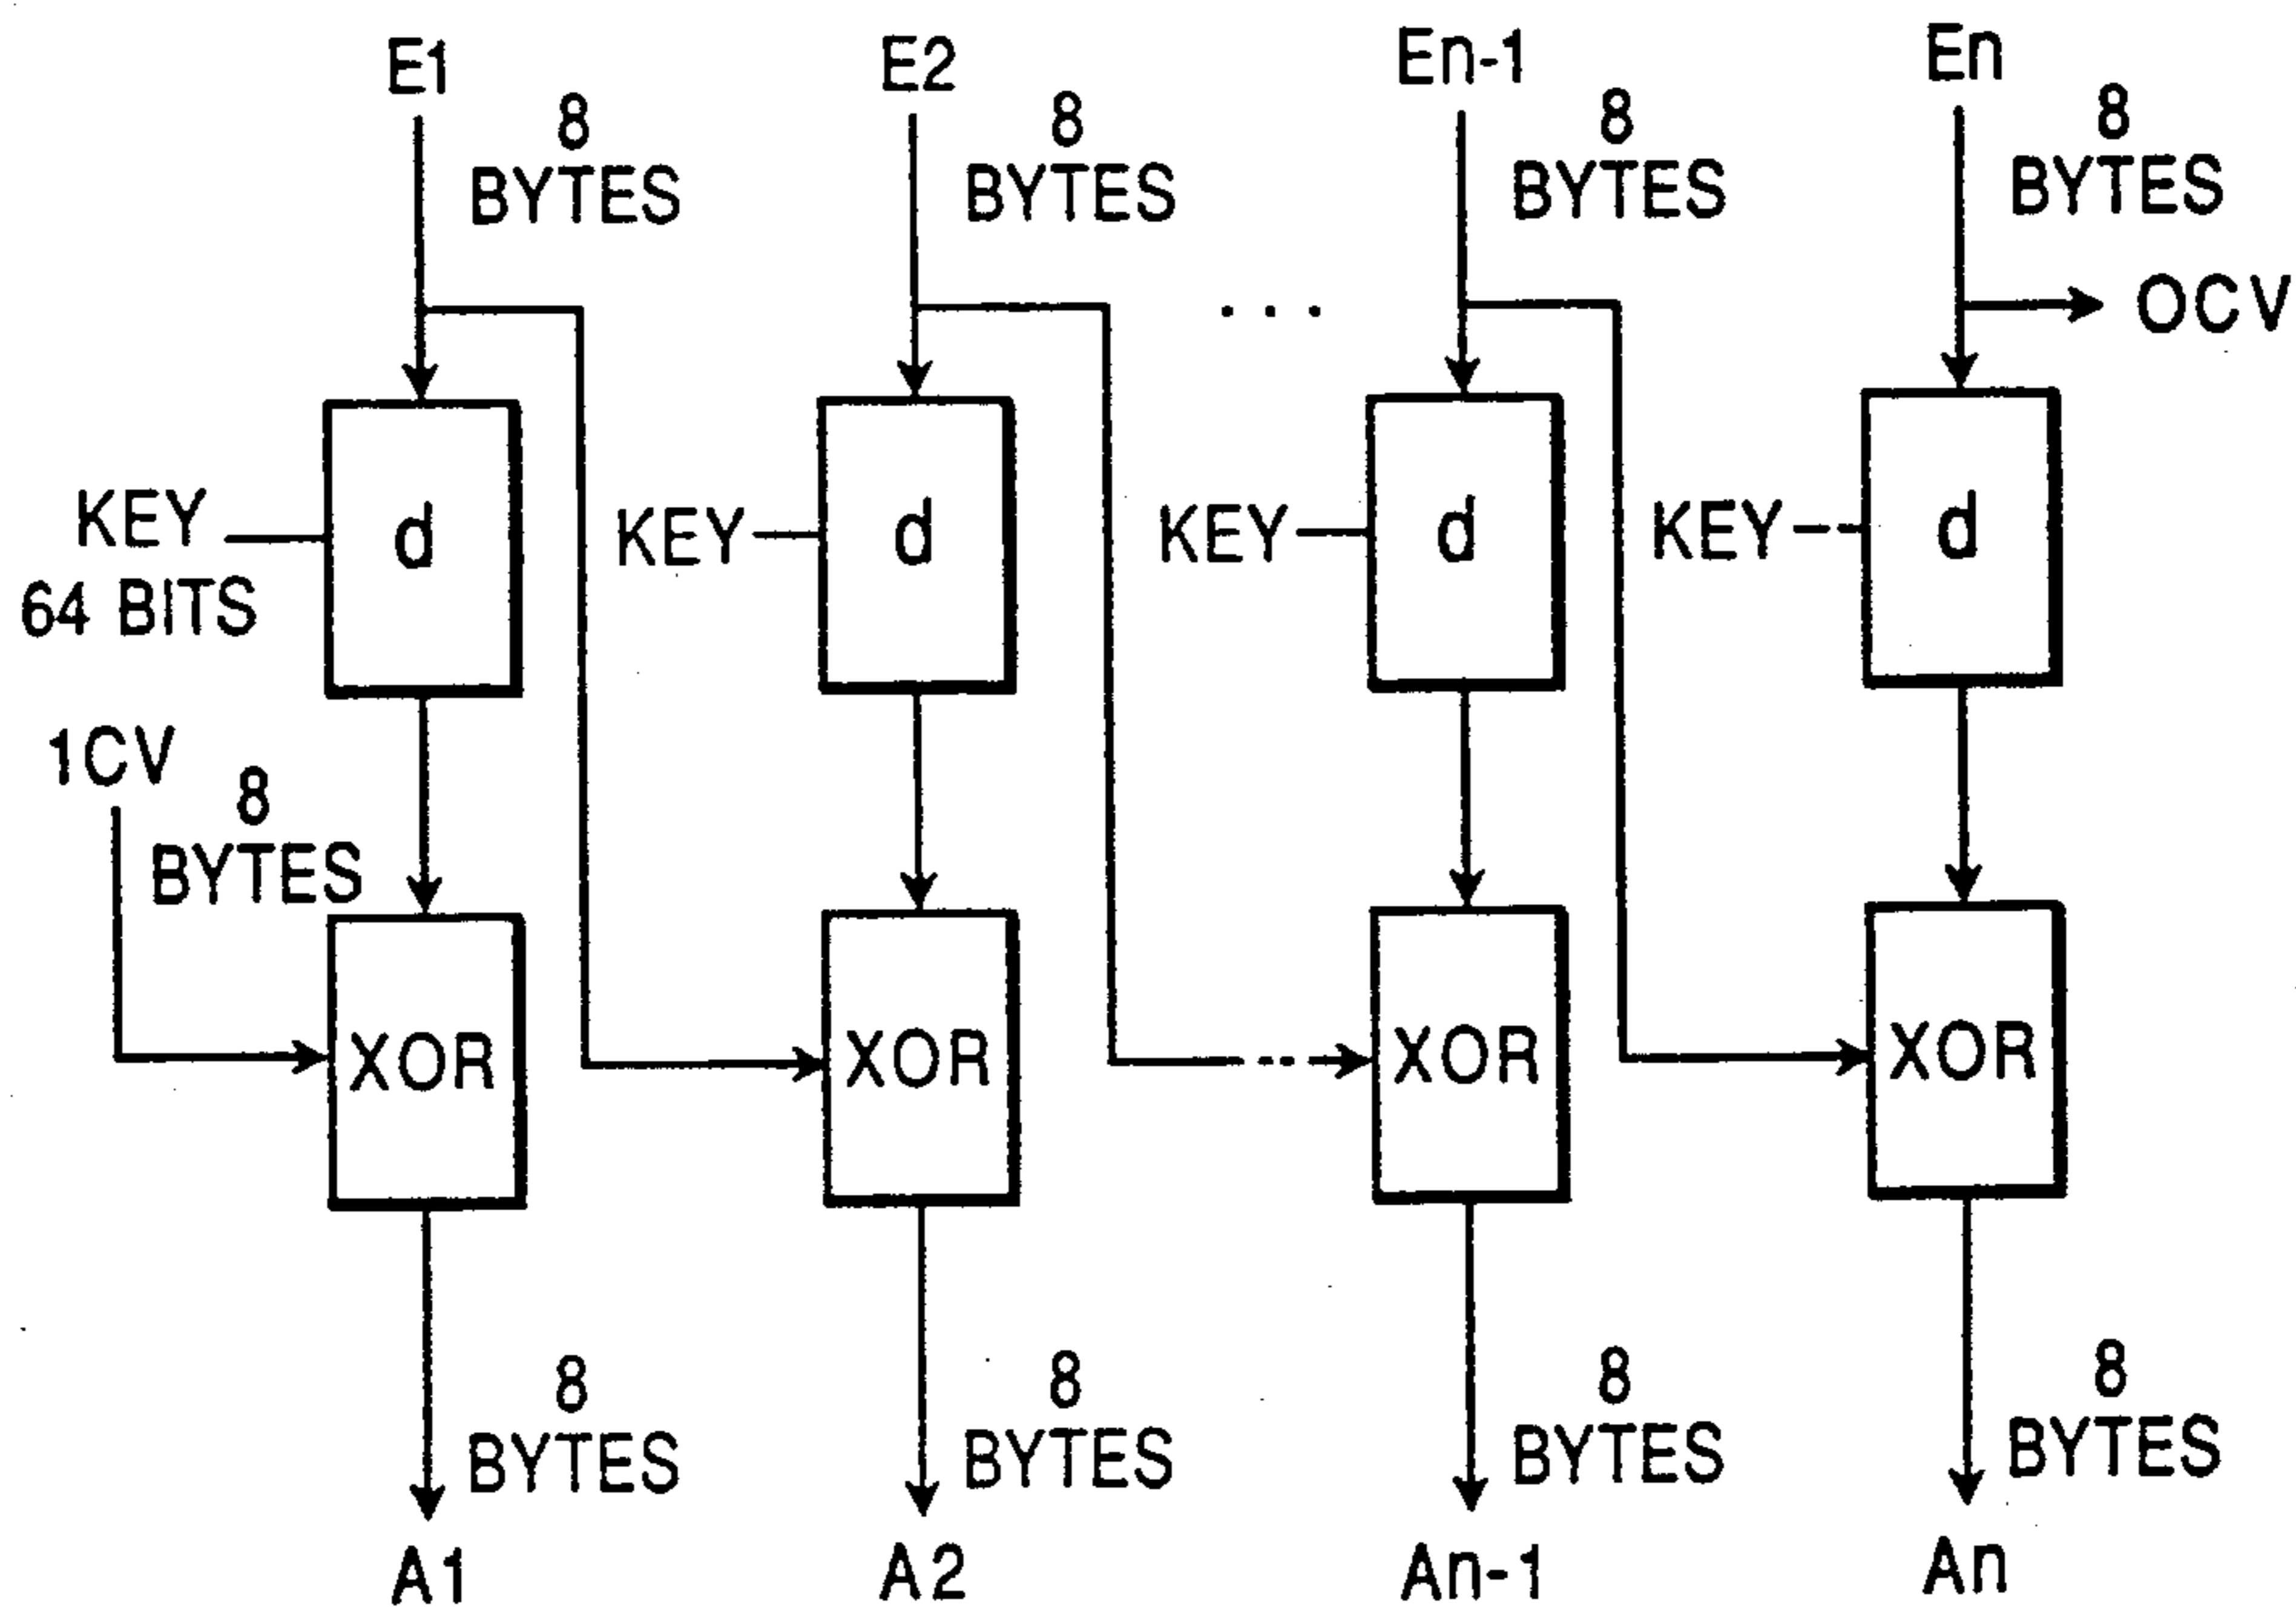 E1
E2
En-1
En
8
BYTES
8
BYTES
8
BYTES
8
BYTES
OCV
KEY
64 BITS
d
KEY
d
KEY
d
KEY
d
1CV
8
BYTES
XOR
XOR
XOR
XOR
8
BYTES
8
BYTES
8
BYTES
8
BYTES
A1
A2
An-1
An